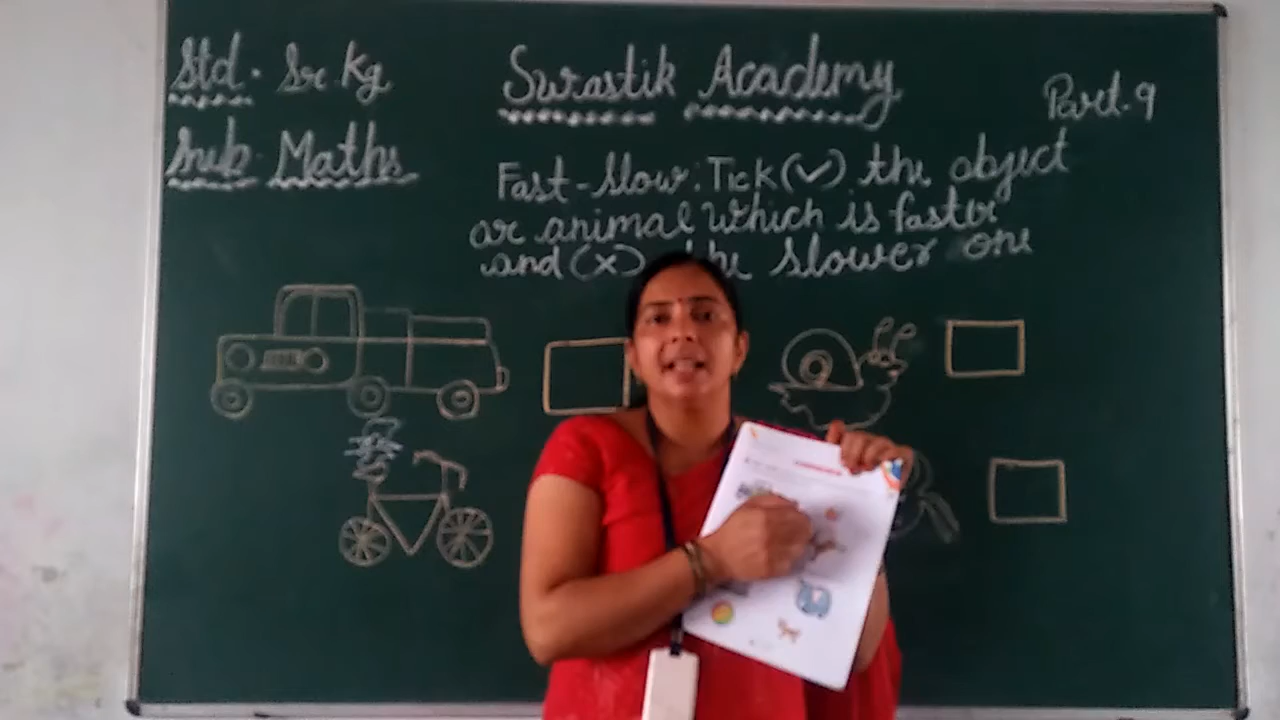 Std. Sr. Kg
Swastik Academy
Part-9
Sub Maths
Fast-Slow: Tick (✓) the object
or animal which is faster
and (x) the slower one